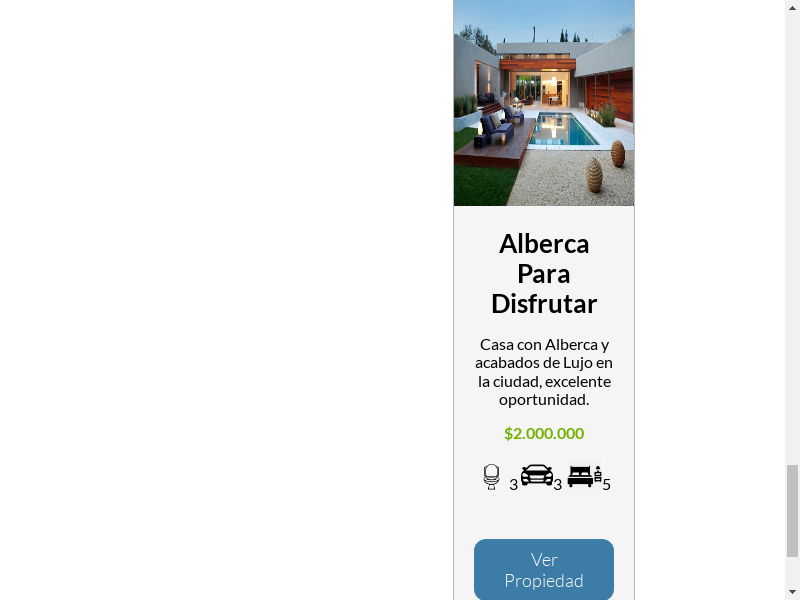 Alberca
Para
Disfrutar
Casa con Alberca y
acabados de Lujo en
la ciudad, excelente
oportunidad.
$2.000.000
3 3 5
Ver
Propiedad